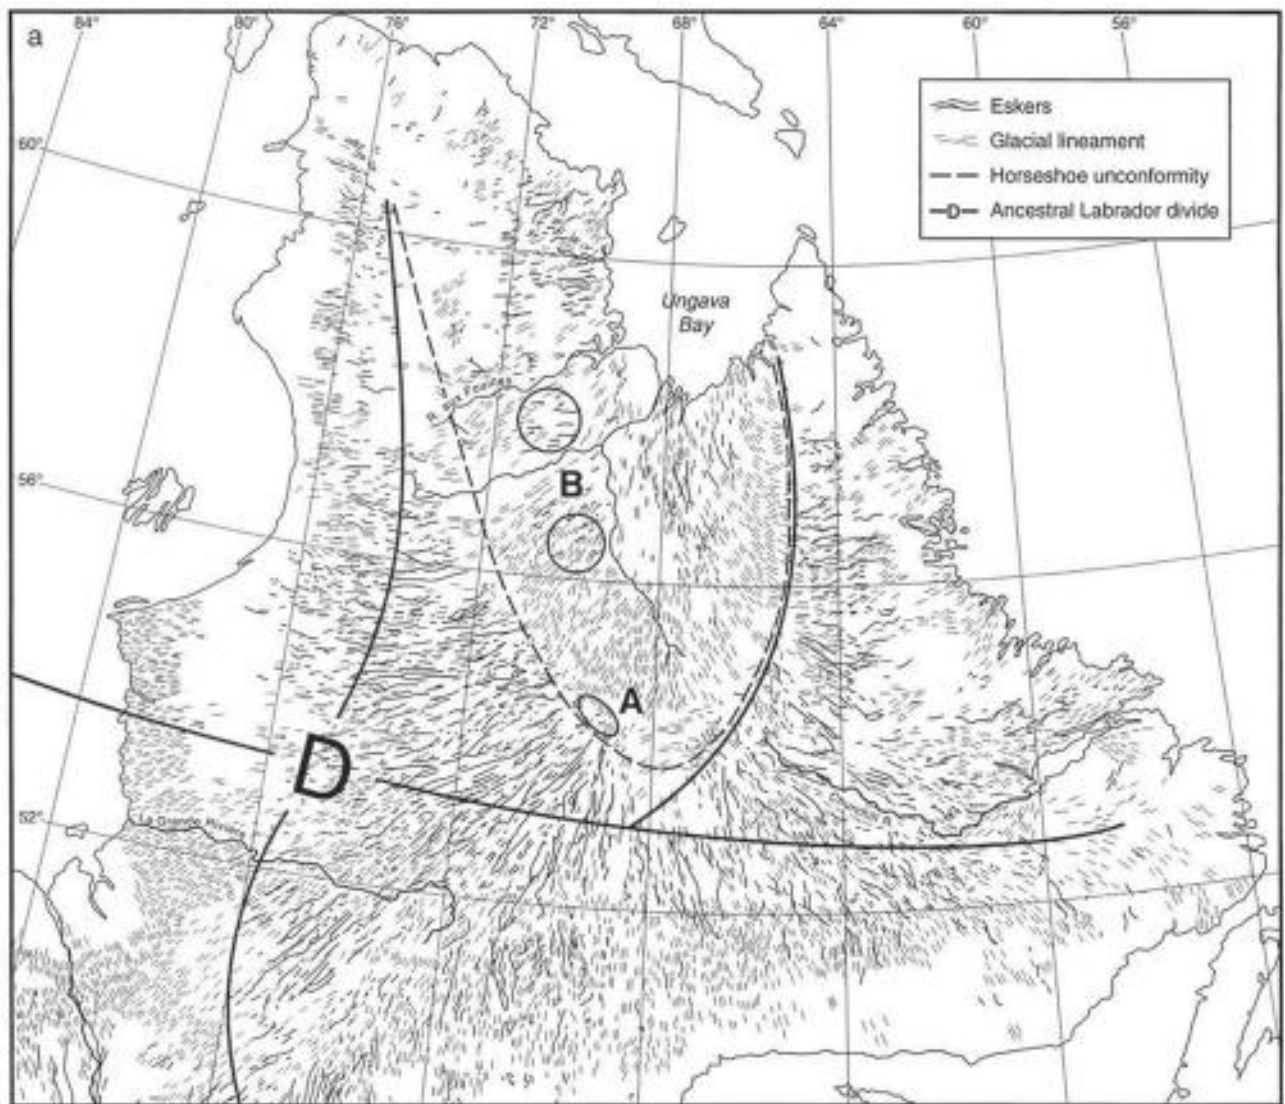 a
84°
80°
76°
72°
68°
64°
60°
56°
Eskers
Glacial lineament
Horseshoe unconformity
D Ancestral Labrador divide
60°
Ungava
Bay
56°
B
A
D
52°
La Grande Rivière